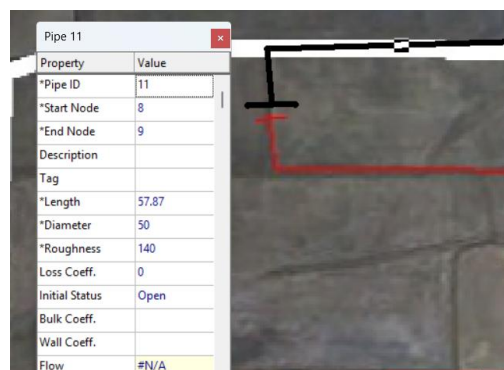 Pipe 11
Property Value
*Pipe ID 11
*Start Node 8
*End Node 9
Description
Tag
*Length 57.87
*Diameter 50
*Roughness 140
Loss Coeff. 0
Initial Status Open
Bulk Coeff.
Wall Coeff.
Flow #N/A